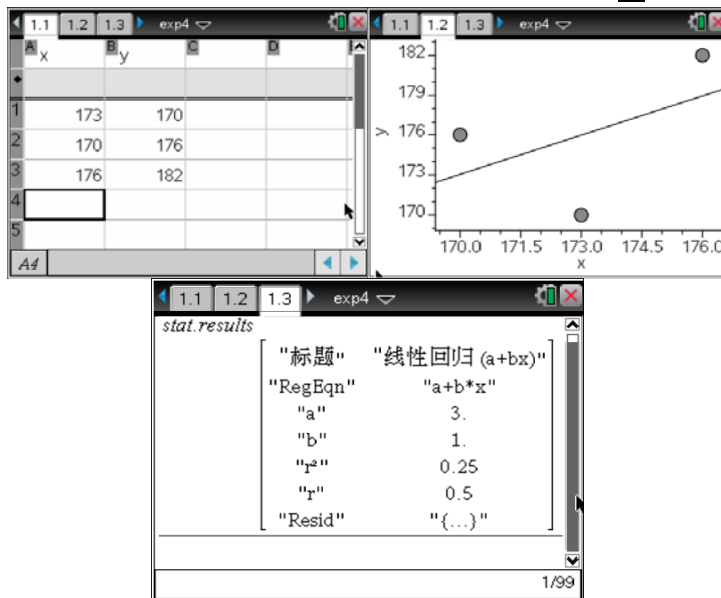 1.1 1.2 1.3 exp4
A x B y C D
1 173 170
2 170 176
3 176 182
4
5
A4
1.1 1.2 1.3 exp4
182
179
176
173
170
y
170.0 171.5 173.0 174.5 176.0
x
1.1 1.2 1.3 exp4
stat.results
"标题" "线性回归 (a+bx)"
"RegEqn" "a+b*x"
"a" 3.
"b" 1.
"r²" 0.25
"r" 0.5
"Resid" "{...}"
1/99